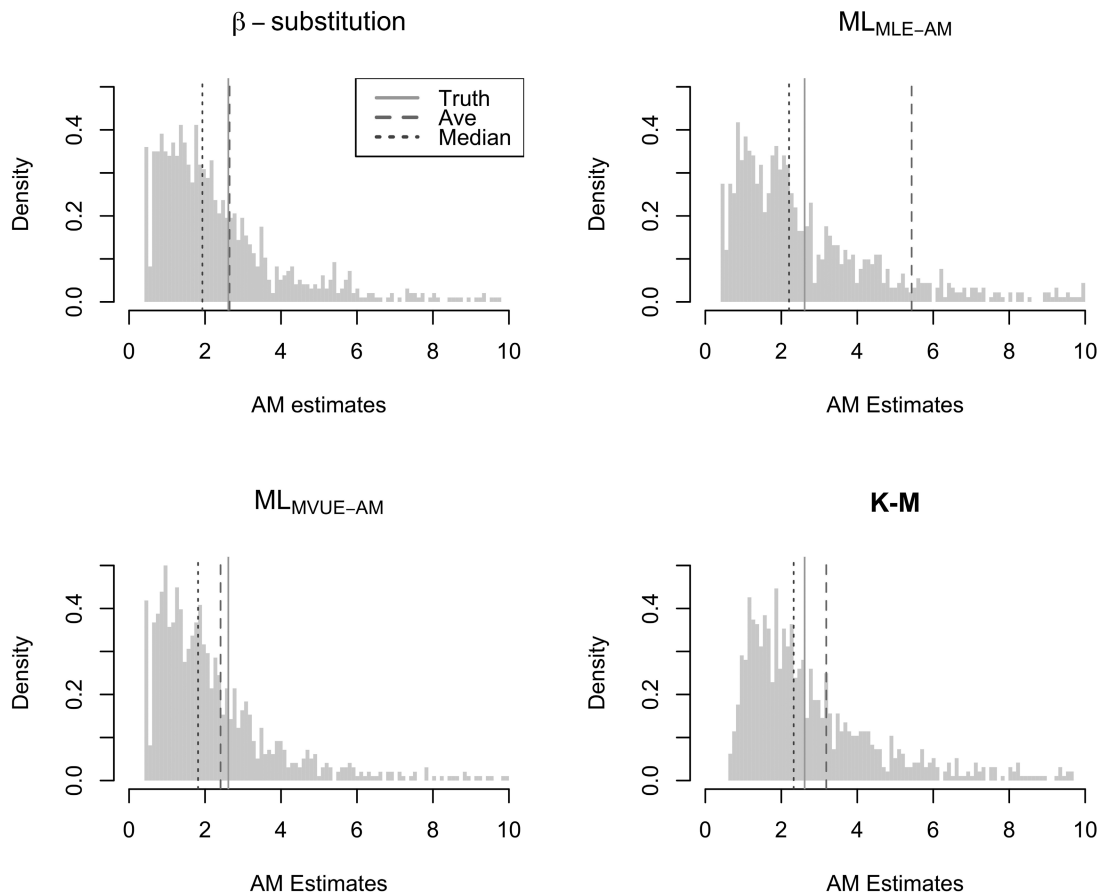 β – substitution
Density
0.0 0.2 0.4
Truth
Ave
Median
0 2 4 6 8 10
AM estimates
MLMLE–AM
Density
0.0 0.2 0.4
0 2 4 6 8 10
AM Estimates
MLMVUE–AM
Density
0.0 0.2 0.4
0 2 4 6 8 10
AM Estimates
K-M
Density
0.0 0.2 0.4
0 2 4 6 8 10
AM Estimates